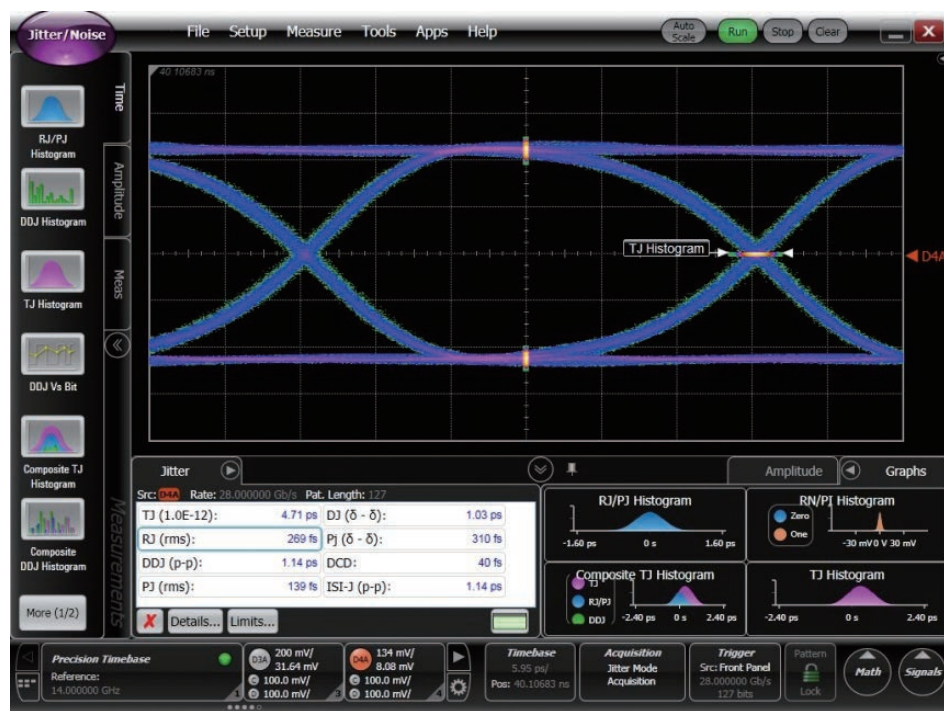 Jitter/Noise
File Setup Measure Tools Apps Help
Auto Scale
Run
Stop
Clear
40.10683 ns
Time
Amplitude
Meas
Measurements
RJ/PJ
Histogram
DDJ Histogram
TJ Histogram
DDJ Vs Bit
Composite TJ
Histogram
Composite
DDJ Histogram
More (1/2)
TJ Histogram
D4A
Jitter
Amplitude
Graphs
Src: D4A Rate: 28.000000 Gb/s Pat. Length: 127
TJ (1.0E-12): 4.71 ps DJ (δ - δ): 1.03 ps
RJ (rms): 269 fs Pj (δ - δ): 310 fs
DDJ (p-p): 1.14 ps DCD: 40 fs
PJ (rms): 139 fs ISI-J (p-p): 1.14 ps
Details... Limits...
RJ/PJ Histogram
-1.60 ps 0 s 1.60 ps
RN/PI Histogram
Zero
One
-30 mV 0 V 30 mV
Composite TJ Histogram
TJ
RJ/PJ
DDJ
-2.40 ps 0 s 2.40 ps
TJ Histogram
-2.40 ps 0 s 2.40 ps
Precision Timebase
Reference:
14.000000 GHz
1
D3A 200 mV/
31.64 mV
100.0 mV/
100.0 mV/
3
D4A 134 mV/
8.08 mV
100.0 mV/
100.0 mV/
4
Timebase
5.95 ps/
Pos: 40.10683 ns
Acquisition
Jitter Mode
Acquisition
Trigger
Src: Front Panel
28.000000 Gb/s
127 bits
Pattern
Lock
Math
Signals